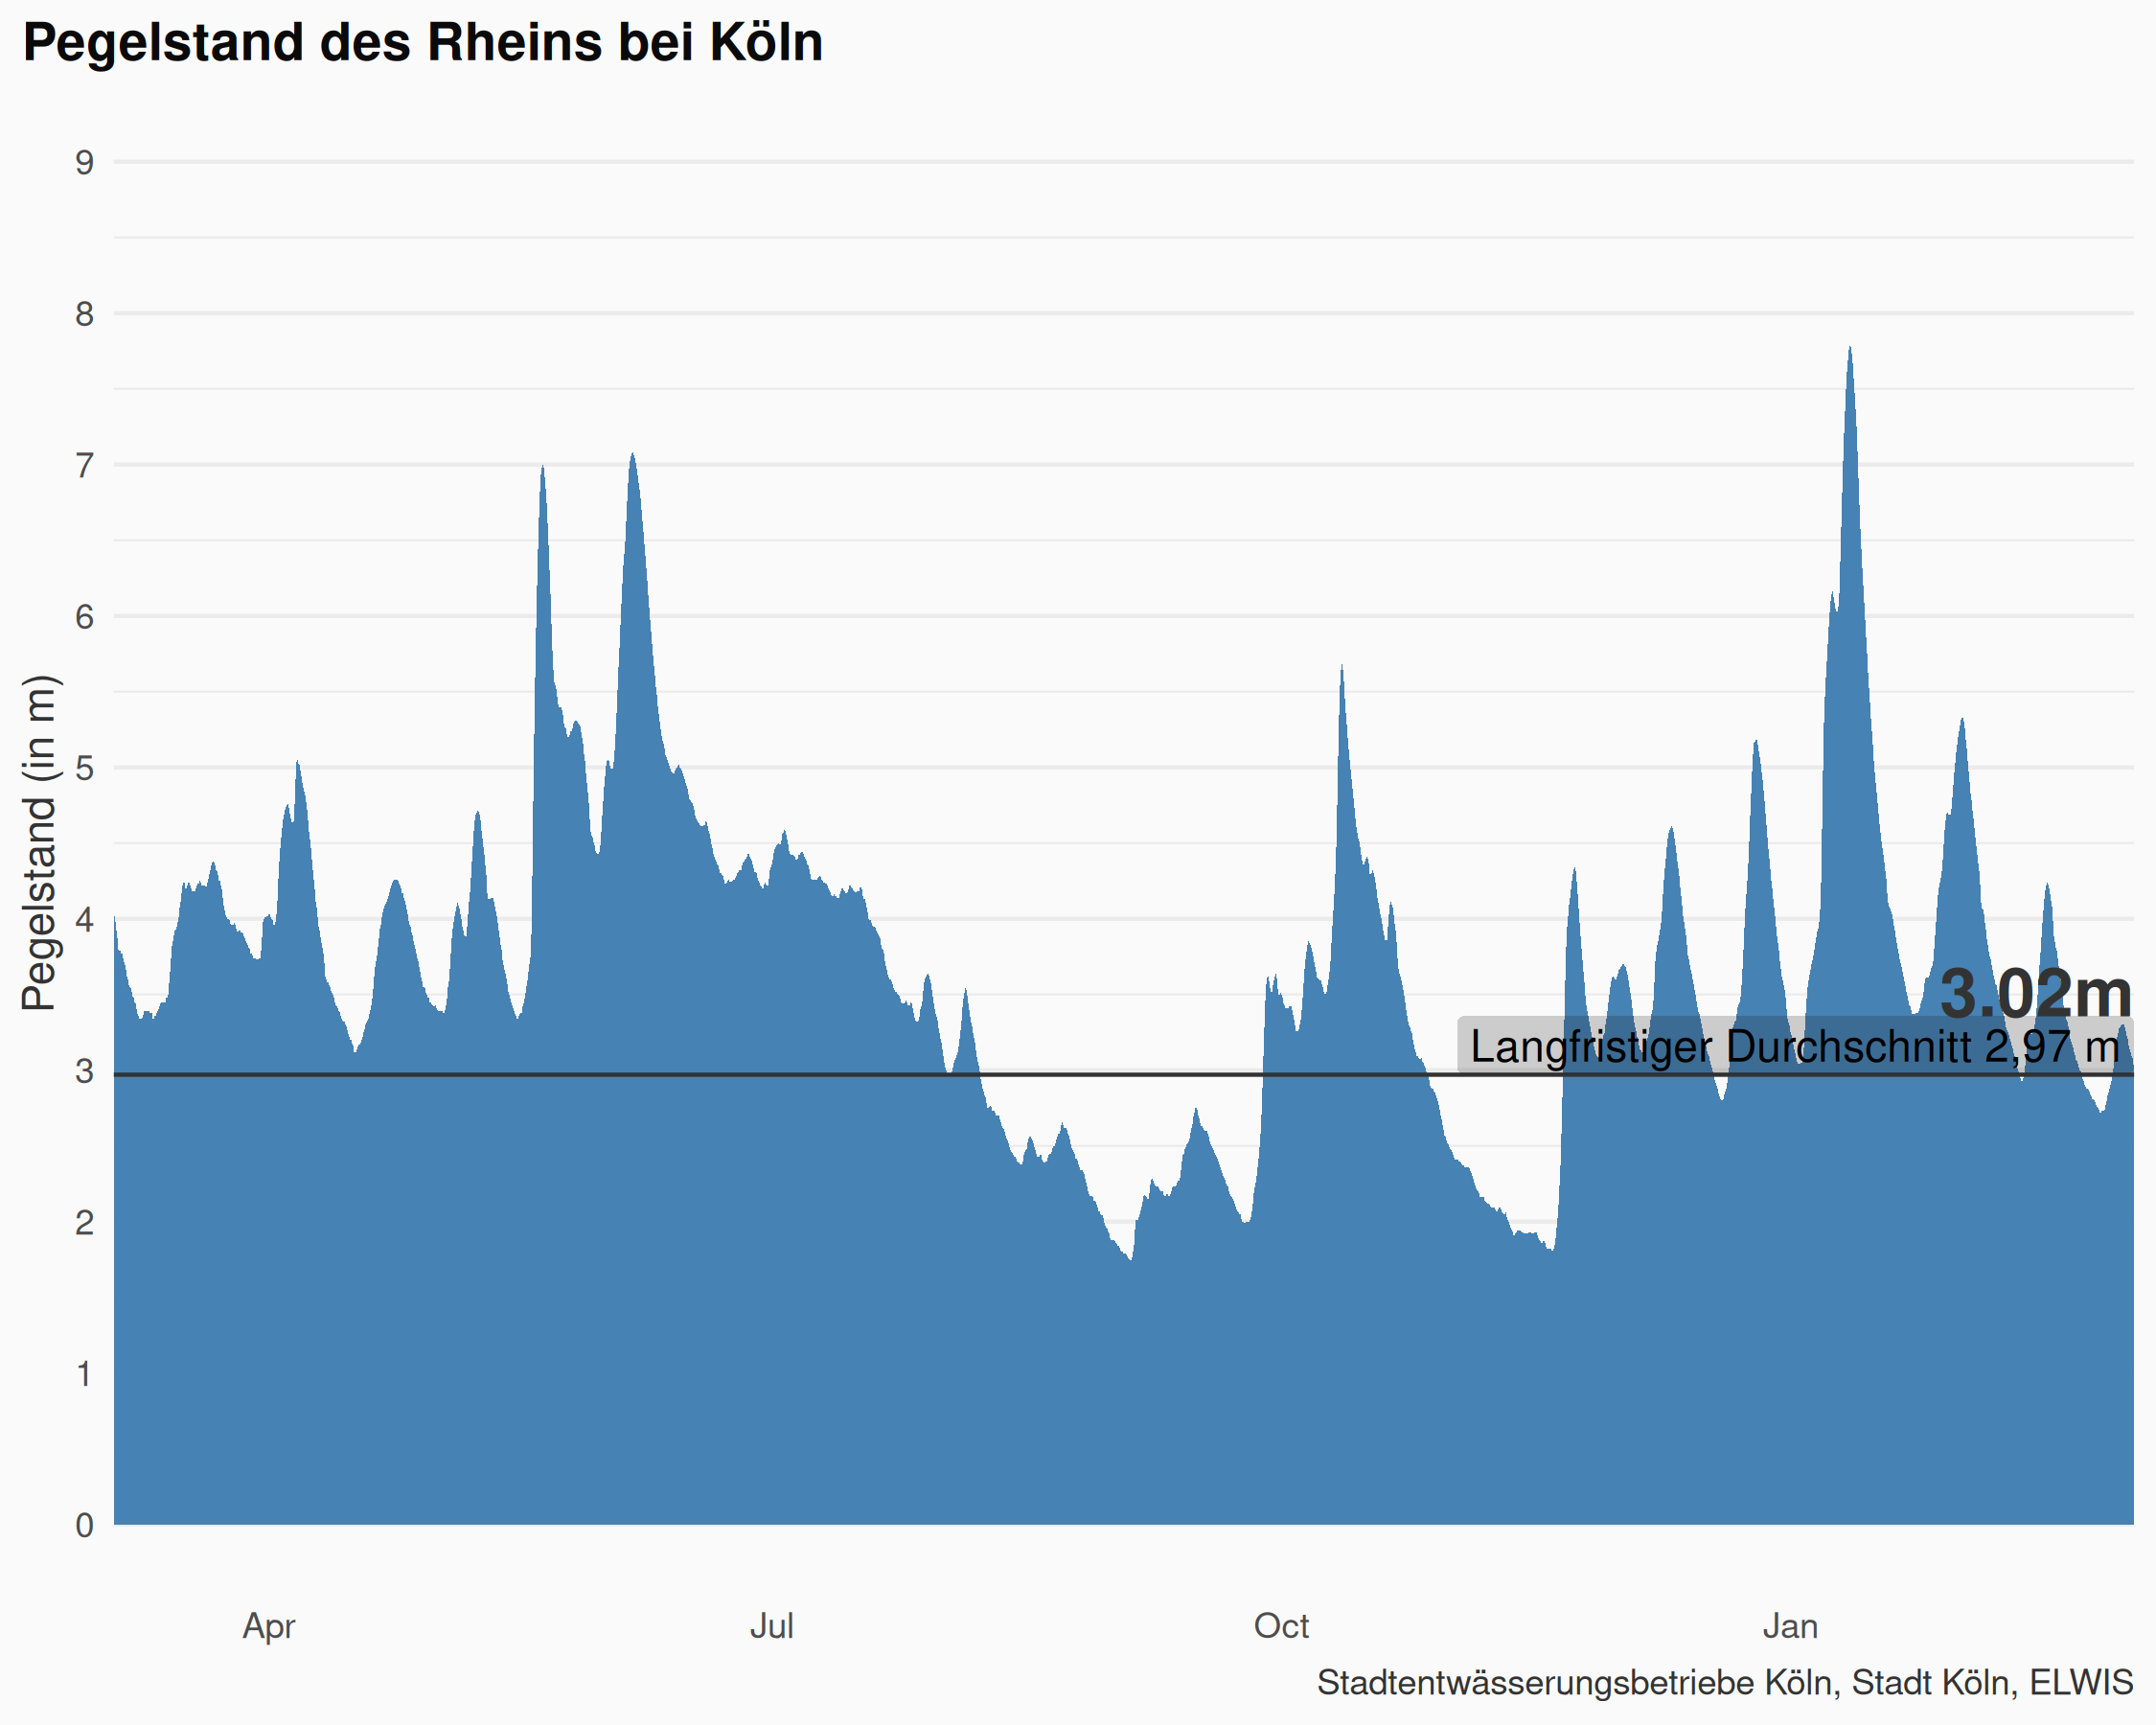 Pegelstand des Rheins bei Köln
Pegelstand (in m)
9
8
7
6
5
4
3
2
1
0
3.02m
Langfristiger Durchschnitt 2,97 m
Apr Jul Oct Jan
Stadtentwässerungsbetriebe Köln, Stadt Köln, ELWIS